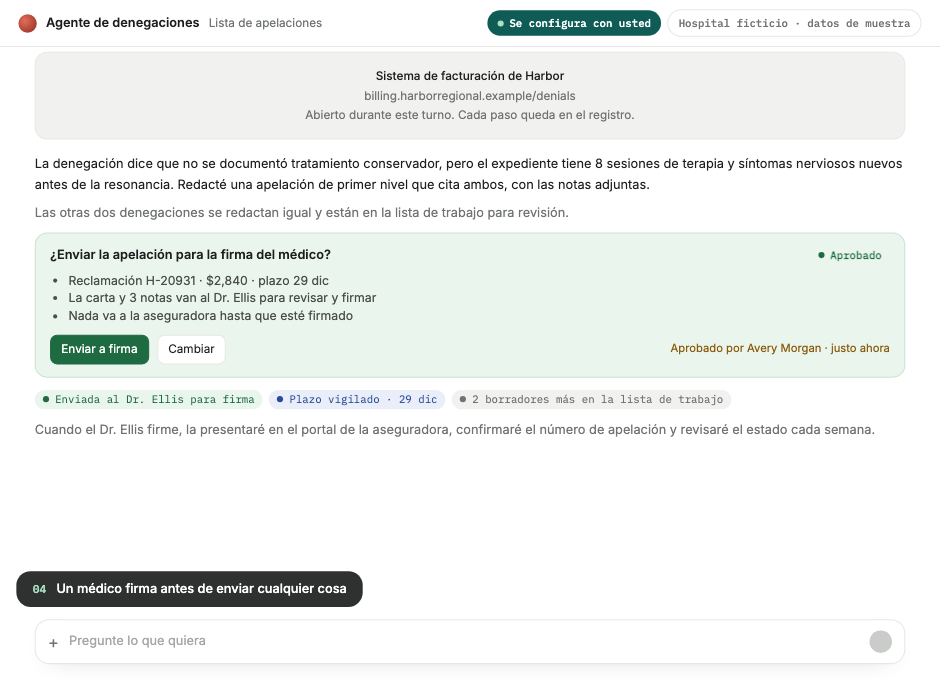 Agente de denegaciones Lista de apelaciones
Se configura con usted
Hospital ficticio · datos de muestra
Sistema de facturación de Harbor
billing.harborregional.example/denials
Abierto durante este turno. Cada paso queda en el registro.
La denegación dice que no se documentó tratamiento conservador, pero el expediente tiene 8 sesiones de terapia y síntomas nerviosos nuevos
antes de la resonancia. Redacté una apelación de primer nivel que cita ambos, con las notas adjuntas.
Las otras dos denegaciones se redactan igual y están en la lista de trabajo para revisión.
¿Enviar la apelación para la firma del médico?
Aprobado
Reclamación H-20931 · $2,840 · plazo 29 dic
La carta y 3 notas van al Dr. Ellis para revisar y firmar
Nada va a la aseguradora hasta que esté firmado
Enviar a firma
Cambiar
Aprobado por Avery Morgan · justo ahora
Enviada al Dr. Ellis para firma
Plazo vigilado · 29 dic
2 borradores más en la lista de trabajo
Cuando el Dr. Ellis firme, la presentaré en el portal de la aseguradora, confirmaré el número de apelación y revisaré el estado cada semana.
04 Un médico firma antes de enviar cualquier cosa
+ Pregunte lo que quiera